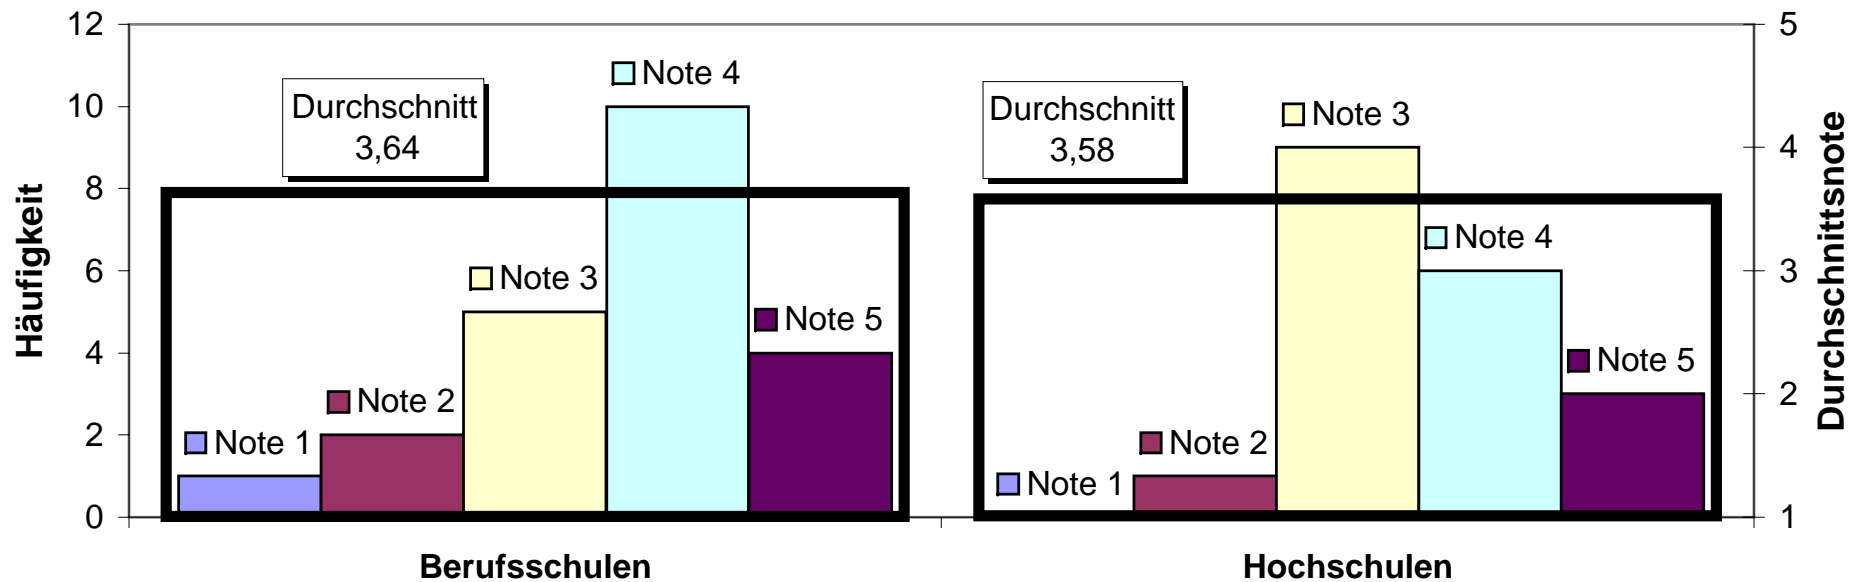 12
10
8
6
4
2
0
Häufigkeit
Durchschnitt
3,64
Note 1
Note 2
Note 3
Note 4
Note 5
Berufsschulen
Durchschnitt
3,58
Note 1
Note 2
Note 3
Note 4
Note 5
Hochschulen
5
4
3
2
1
Durchschnittsnote